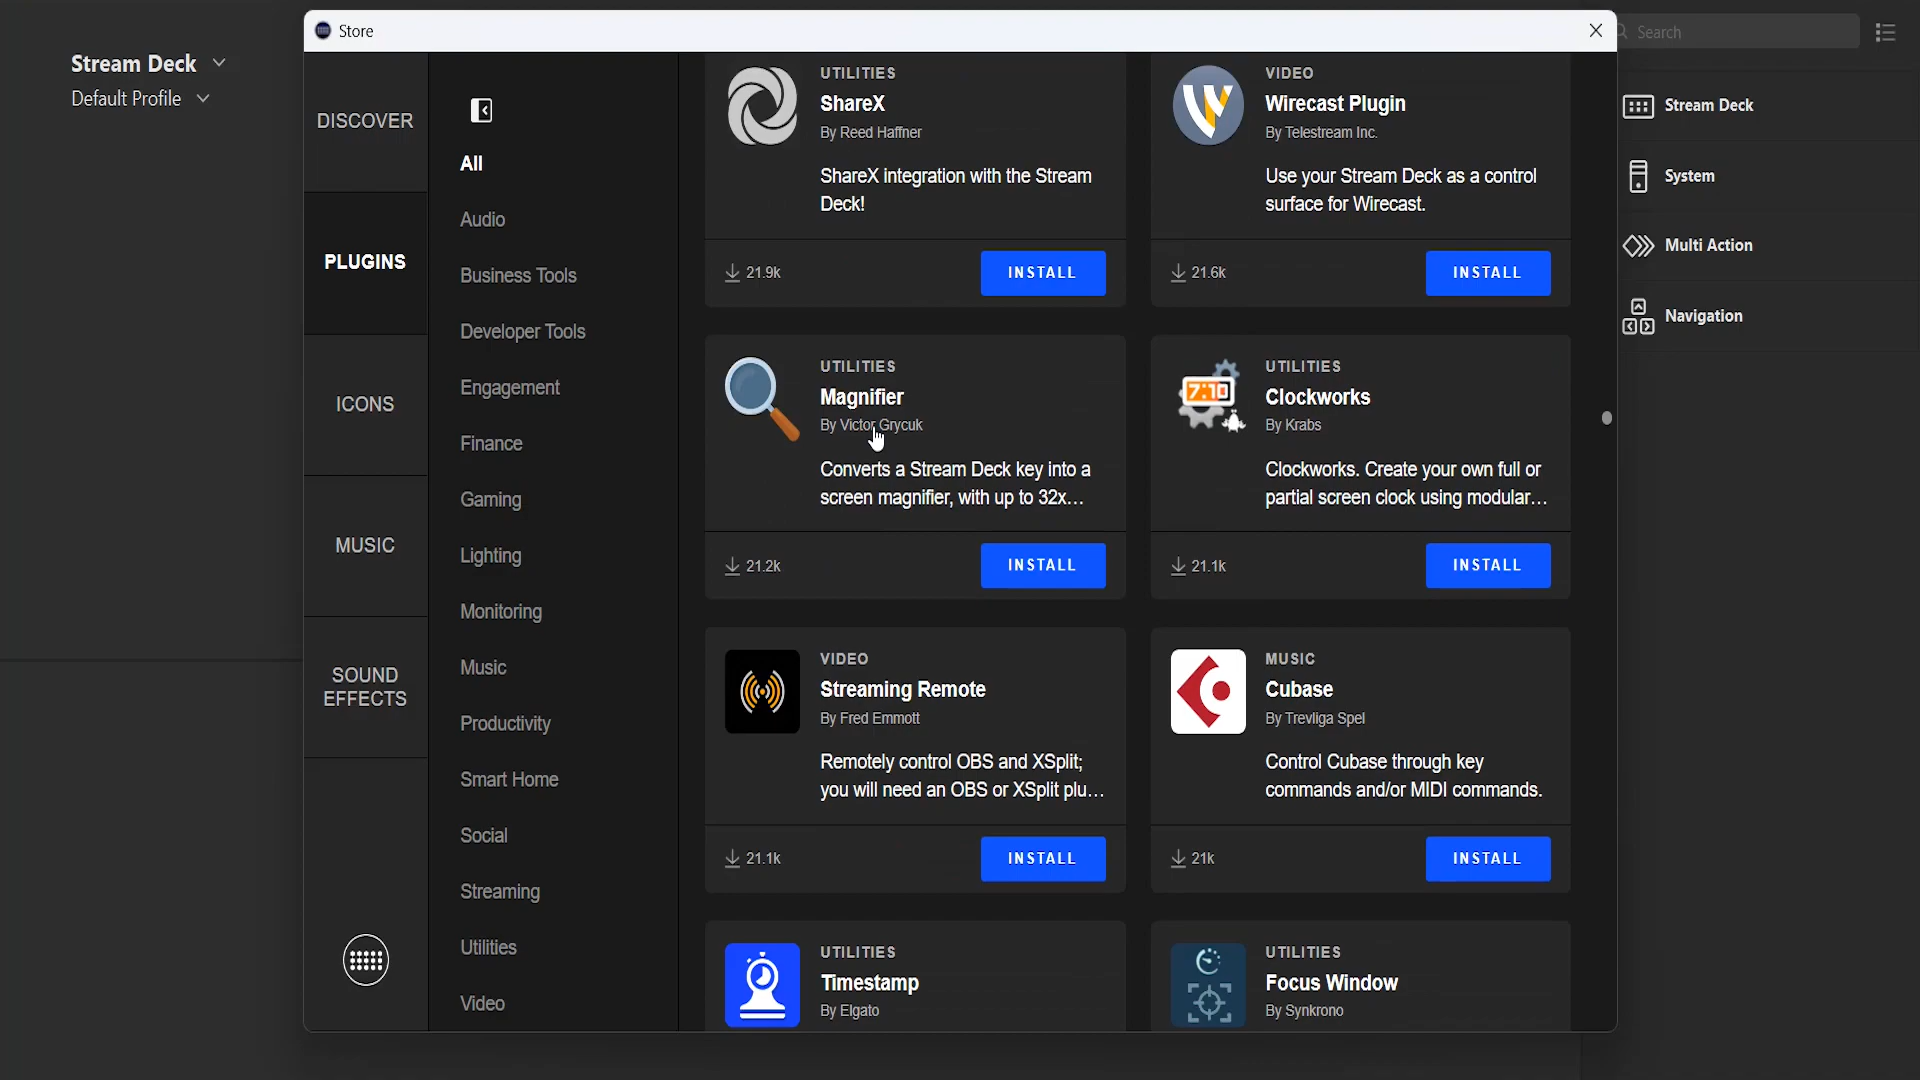 Store
Search
Stream Deck
Default Profile
DISCOVER
PLUGINS
ICONS
MUSIC
SOUND
EFFECTS
All
Audio
Business Tools
Developer Tools
Engagement
Finance
Gaming
Lighting
Monitoring
Music
Productivity
Smart Home
Social
Streaming
Utilities
Video
UTILITIES
ShareX
By Reed Haffner
ShareX integration with the Stream
Deck!
21.9k
INSTALL
VIDEO
Wirecast Plugin
By Telestream Inc.
Use your Stream Deck as a control
surface for Wirecast.
21.6k
INSTALL
UTILITIES
Magnifier
By Victor Grycuk
Converts a Stream Deck key into a
screen magnifier, with up to 32x...
21.2k
INSTALL
7:10
UTILITIES
Clockworks
By Krabs
Clockworks. Create your own full or
partial screen clock using modular...
21.1k
INSTALL
VIDEO
Streaming Remote
By Fred Emmott
Remotely control OBS and XSplit;
you will need an OBS or XSplit plu...
21.1k
INSTALL
MUSIC
Cubase
By Trevliga Spel
Control Cubase through key
commands and/or MIDI commands.
21k
INSTALL
UTILITIES
Timestamp
By Elgato
UTILITIES
Focus Window
By Synkrono
Stream Deck
System
Multi Action
Navigation